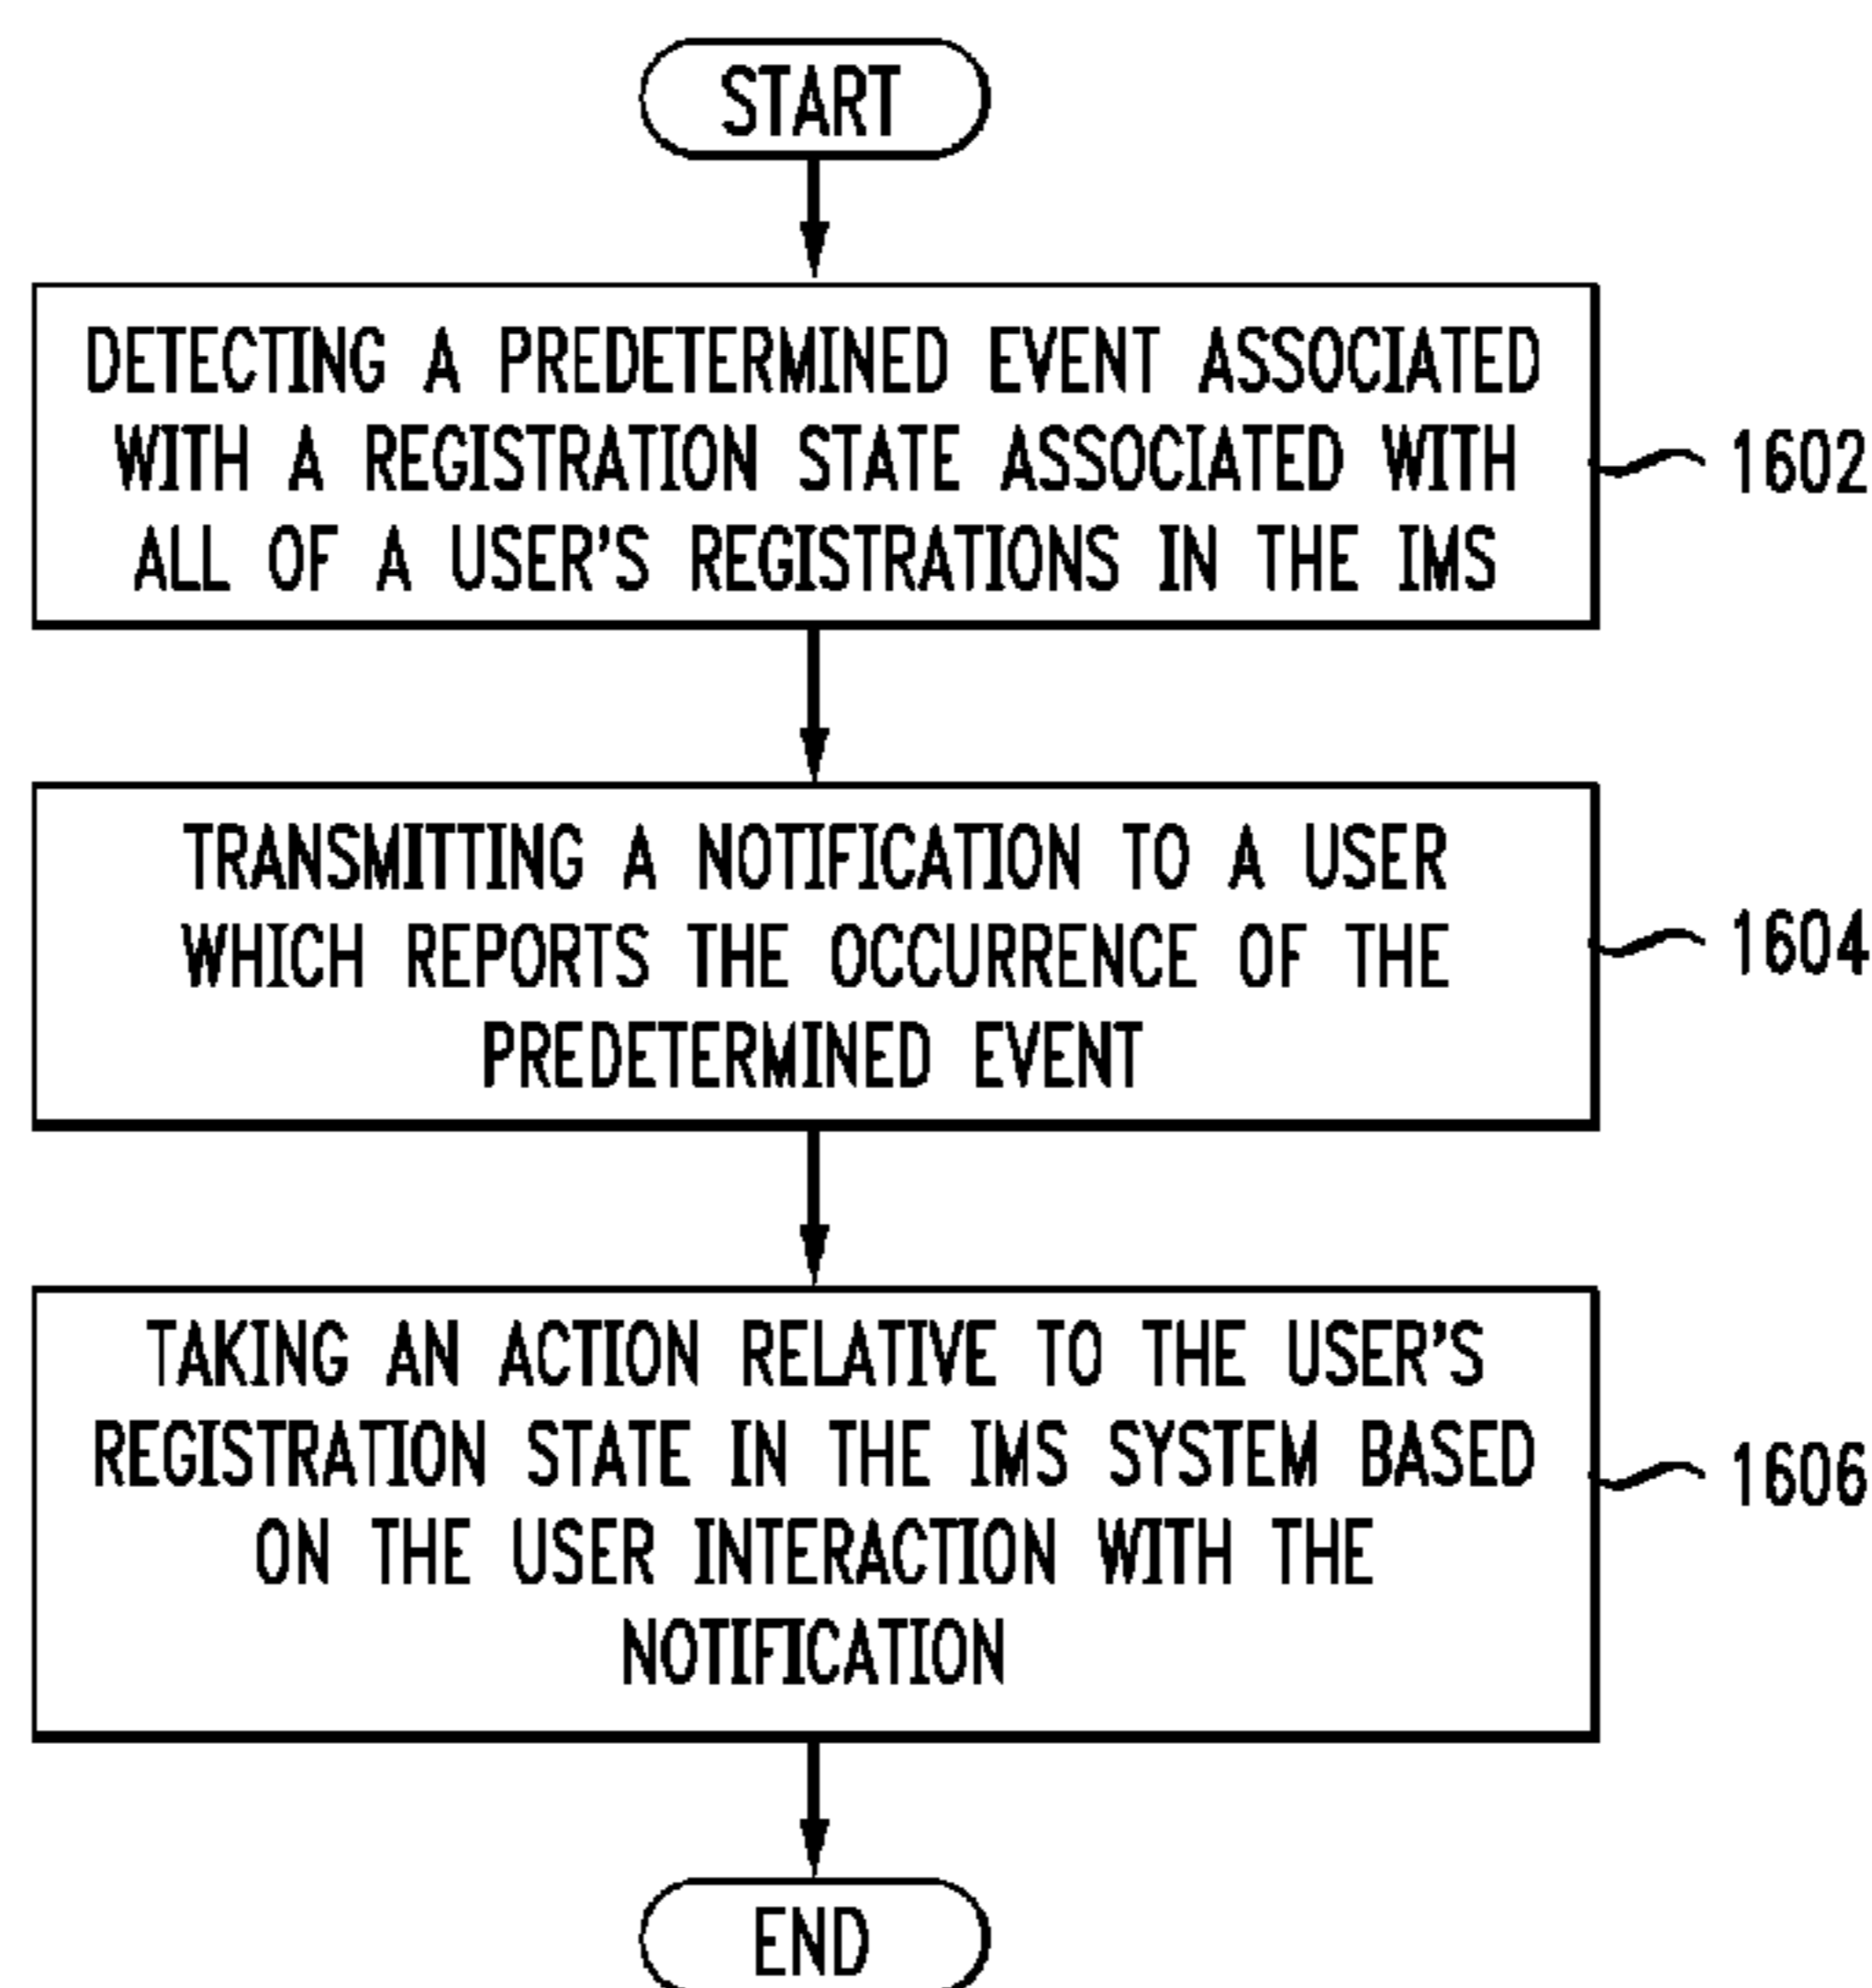 START
DETECTING A PREDETERMINED EVENT ASSOCIATED
WITH A REGISTRATION STATE ASSOCIATED WITH
ALL OF A USER'S REGISTRATIONS IN THE IMS
1602
TRANSMITTING A NOTIFICATION TO A USER
WHICH REPORTS THE OCCURRENCE OF THE
PREDETERMINED EVENT
1604
TAKING AN ACTION RELATIVE TO THE USER'S
REGISTRATION STATE IN THE IMS SYSTEM BASED
ON THE USER INTERACTION WITH THE
NOTIFICATION
1606
END